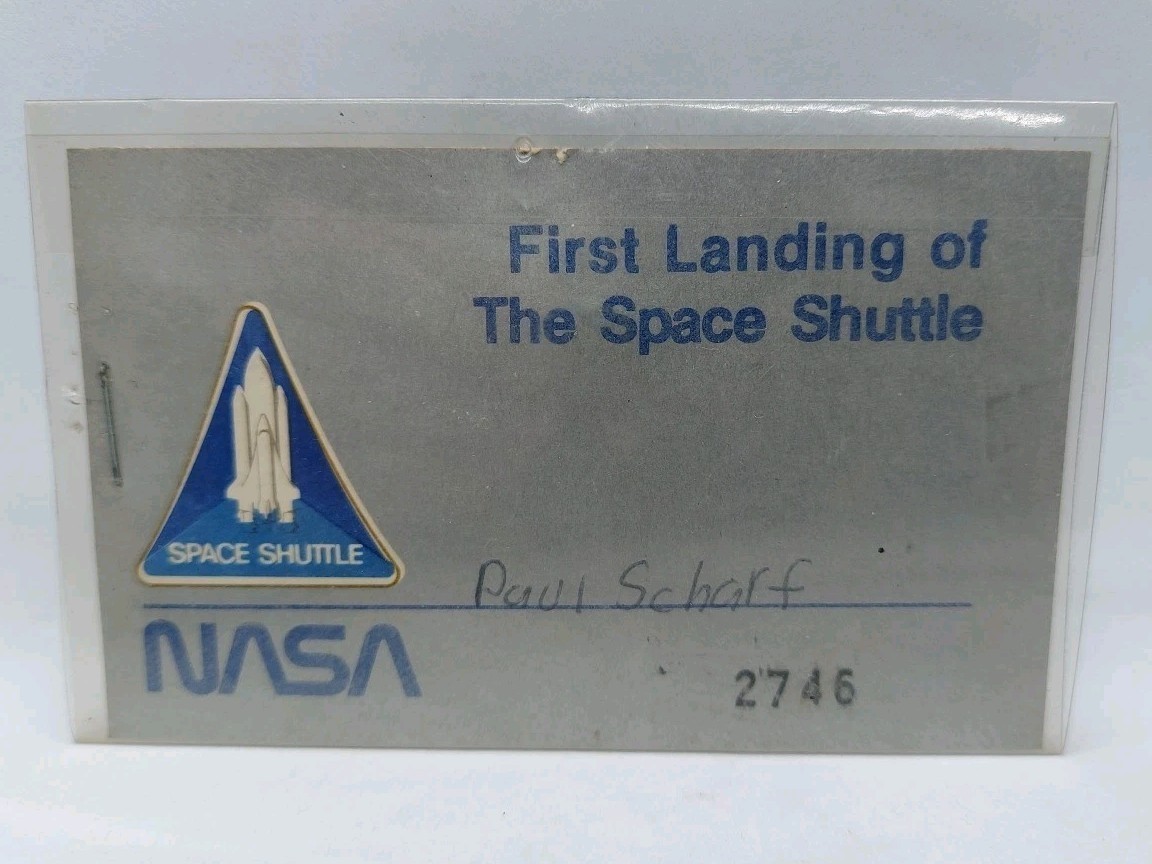 First Landing of
The Space Shuttle
SPACE SHUTTLE
Paul Scharf
NASA
2746